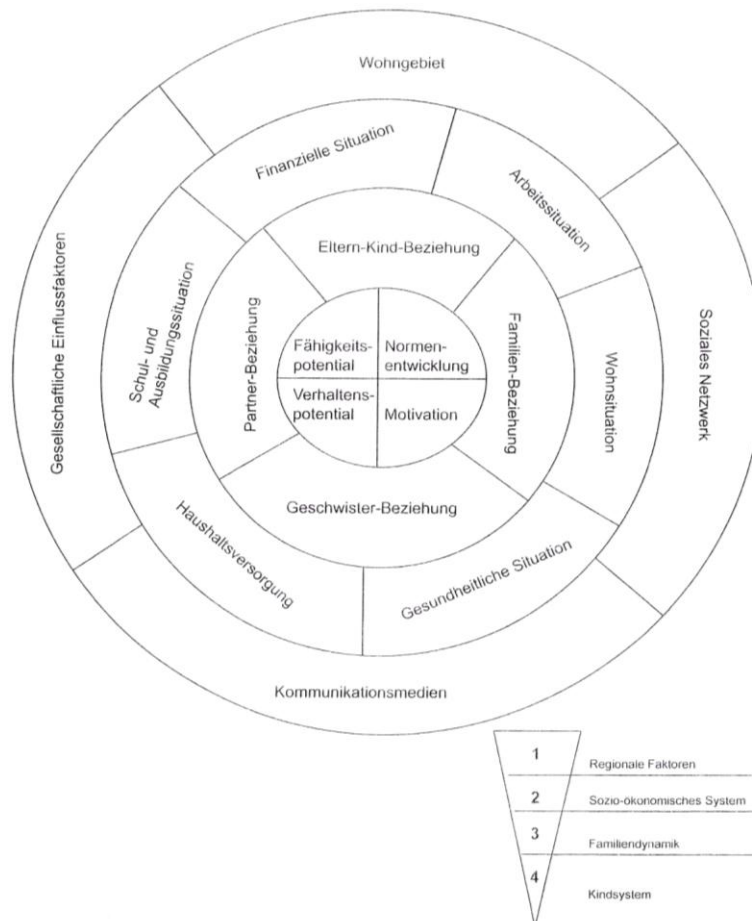 Wohngebiet
Finanzielle Situation
Arbeitssituation
Gesellschaftliche Einflussfaktoren
Schul- und
Ausbildungssituation
Eltern-Kind-Beziehung
Partner-Beziehung
Fähigkeits-
potential
Normen-
entwicklung
Verhaltens-
potential
Motivation
Familien-Beziehung
Wohnsituation
Soziales Netzwerk
Geschwister-Beziehung
Haushaltsversorgung
Gesundheitliche Situation
Kommunikationsmedien
1 Regionale Faktoren
2 Sozio-ökonomisches System
3 Familiendynamik
4 Kindsystem